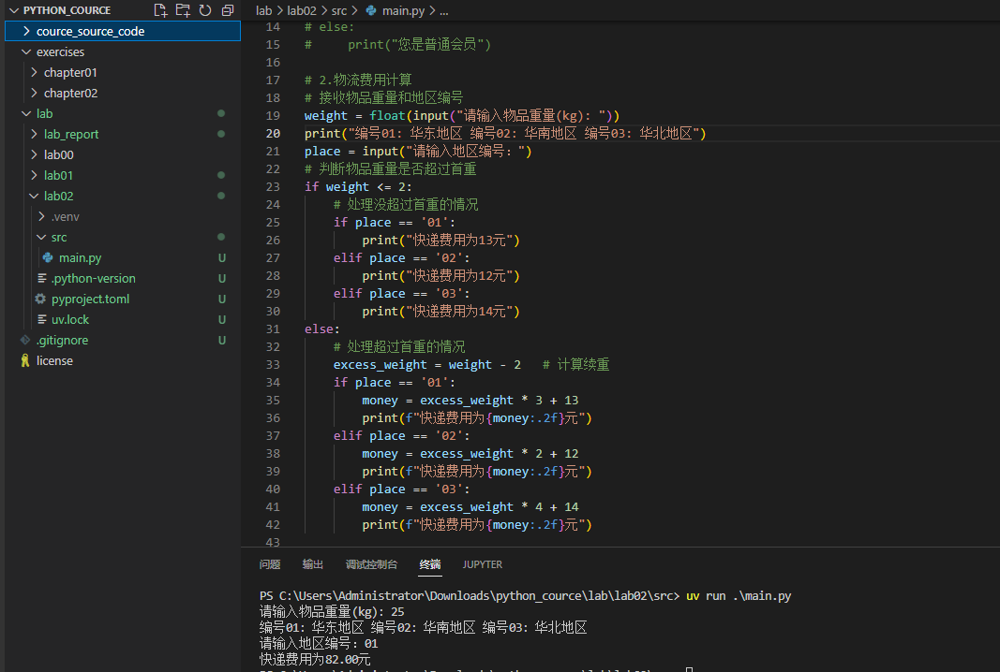 PYTHON_COURCE
cource_source_code
exercises
chapter01
chapter02
lab
lab_report
lab00
lab01
lab02
.venv
src
main.py U
.python-version U
pyproject.toml U
uv.lock U
.gitignore U
license
lab > lab02 > src > main.py > ...
14 # else:
15 #     print("您是普通会员")
16
17 # 2.物流费用计算
18 # 接收物品重量和地区编号
19 weight = float(input("请输入物品重量(kg): "))
20 print("编号01: 华东地区 编号02: 华南地区 编号03: 华北地区")
21 place = input("请输入地区编号: ")
22 # 判断物品重量是否超过首重
23 if weight <= 2:
24     # 处理没超过首重的情况
25     if place == '01':
26         print("快递费用为13元")
27     elif place == '02':
28         print("快递费用为12元")
29     elif place == '03':
30         print("快递费用为14元")
31 else:
32     # 处理超过首重的情况
33     excess_weight = weight - 2   # 计算续重
34     if place == '01':
35         money = excess_weight * 3 + 13
36         print(f"快递费用为{money:.2f}元")
37     elif place == '02':
38         money = excess_weight * 2 + 12
39         print(f"快递费用为{money:.2f}元")
40     elif place == '03':
41         money = excess_weight * 4 + 14
42         print(f"快递费用为{money:.2f}元")
43
问题 输出 调试控制台 终端 JUPYTER
PS C:\Users\Administrator\Downloads\python_cource\lab\lab02\src> uv run .\main.py
请输入物品重量(kg): 25
编号01: 华东地区 编号02: 华南地区 编号03: 华北地区
请输入地区编号: 01
快递费用为82.00元